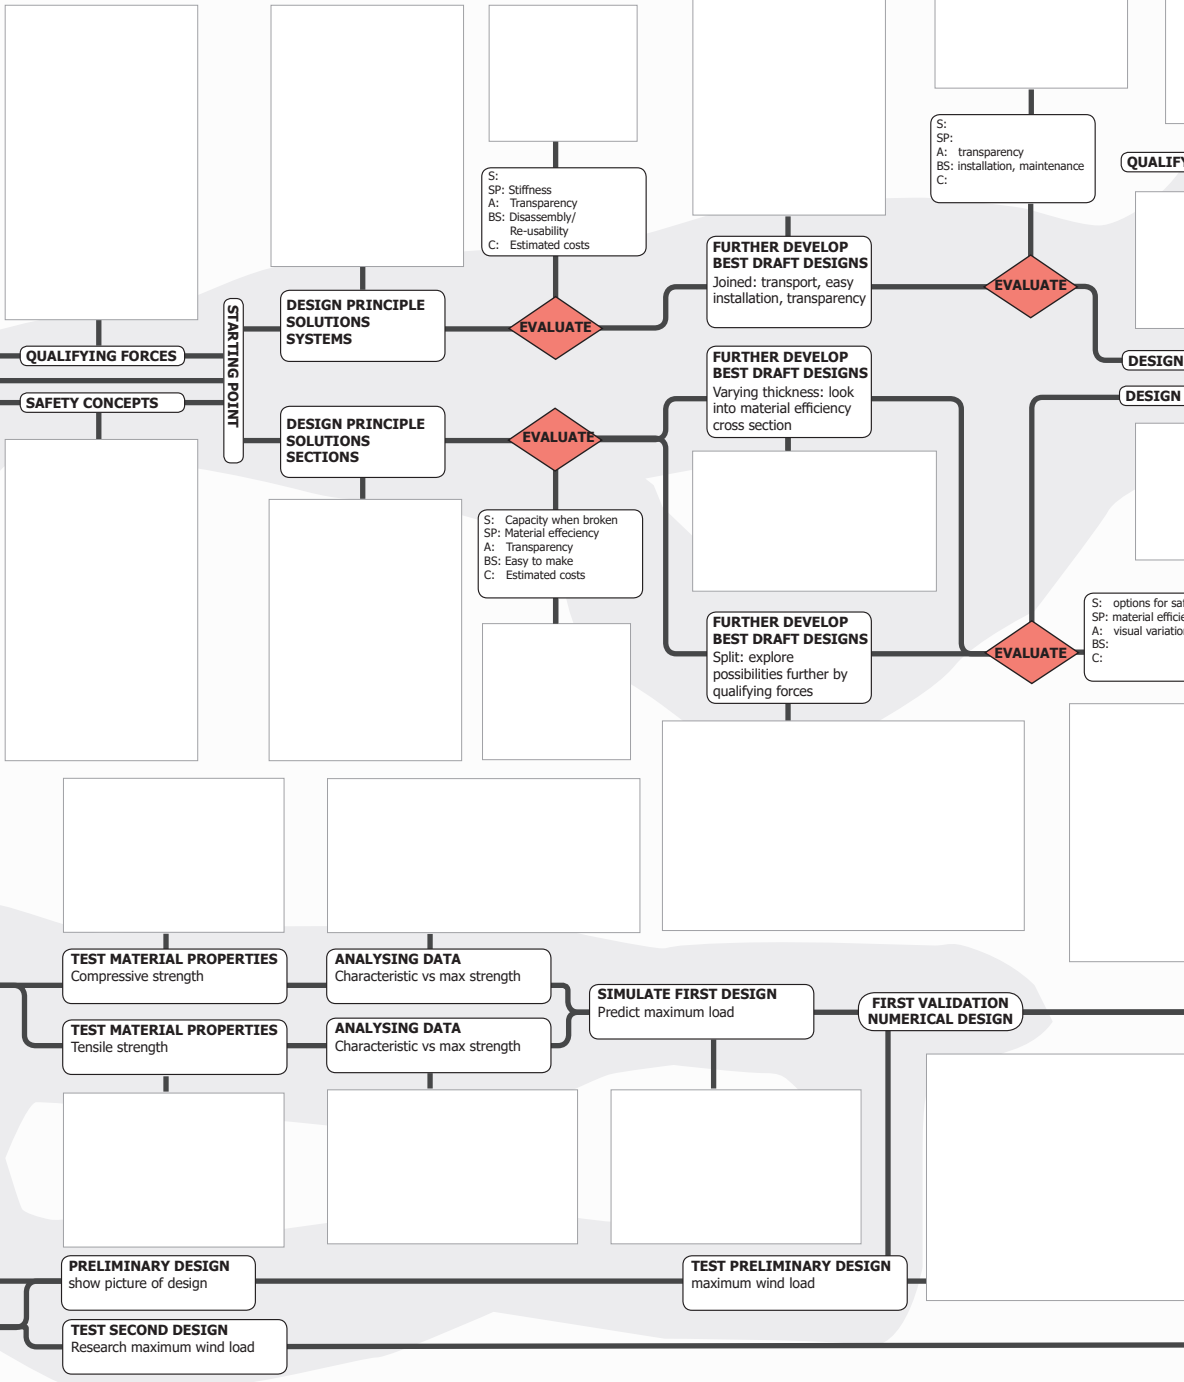 S:
SP:
A: transparency
BS: installation, maintenance
C:
QUALIFY
S:
SP: Stiffness
A: Transparency
BS: Disassembly/
Re-usability
C: Estimated costs
FURTHER DEVELOP
BEST DRAFT DESIGNS
Joined: transport, easy
installation, transparency
EVALUATE
DESIGN PRINCIPLE
SOLUTIONS
SYSTEMS
EVALUATE
STARTING POINT
QUALIFYING FORCES
SAFETY CONCEPTS
DESIGN
DESIGN
FURTHER DEVELOP
BEST DRAFT DESIGNS
Varying thickness: look
into material efficiency
cross section
DESIGN PRINCIPLE
SOLUTIONS
SECTIONS
EVALUATE
S: Capacity when broken
SP: Material effeciency
A: Transparency
BS: Easy to make
C: Estimated costs
FURTHER DEVELOP
BEST DRAFT DESIGNS
Split: explore
possibilities further by
qualifying forces
EVALUATE
S: options for saf
SP: material efficie
A: visual variatio
BS:
C:
TEST MATERIAL PROPERTIES
Compressive strength
ANALYSING DATA
Characteristic vs max strength
SIMULATE FIRST DESIGN
Predict maximum load
FIRST VALIDATION
NUMERICAL DESIGN
TEST MATERIAL PROPERTIES
Tensile strength
ANALYSING DATA
Characteristic vs max strength
PRELIMINARY DESIGN
show picture of design
TEST PRELIMINARY DESIGN
maximum wind load
TEST SECOND DESIGN
Research maximum wind load